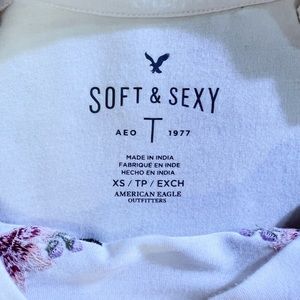 SOFT & SEXY
AEO T 1977
MADE IN INDIA
FABRIQUÉ EN INDE
HECHO EN INDIA
XS / TP / EXCH
AMERICAN EAGLE
OUTFITTERS